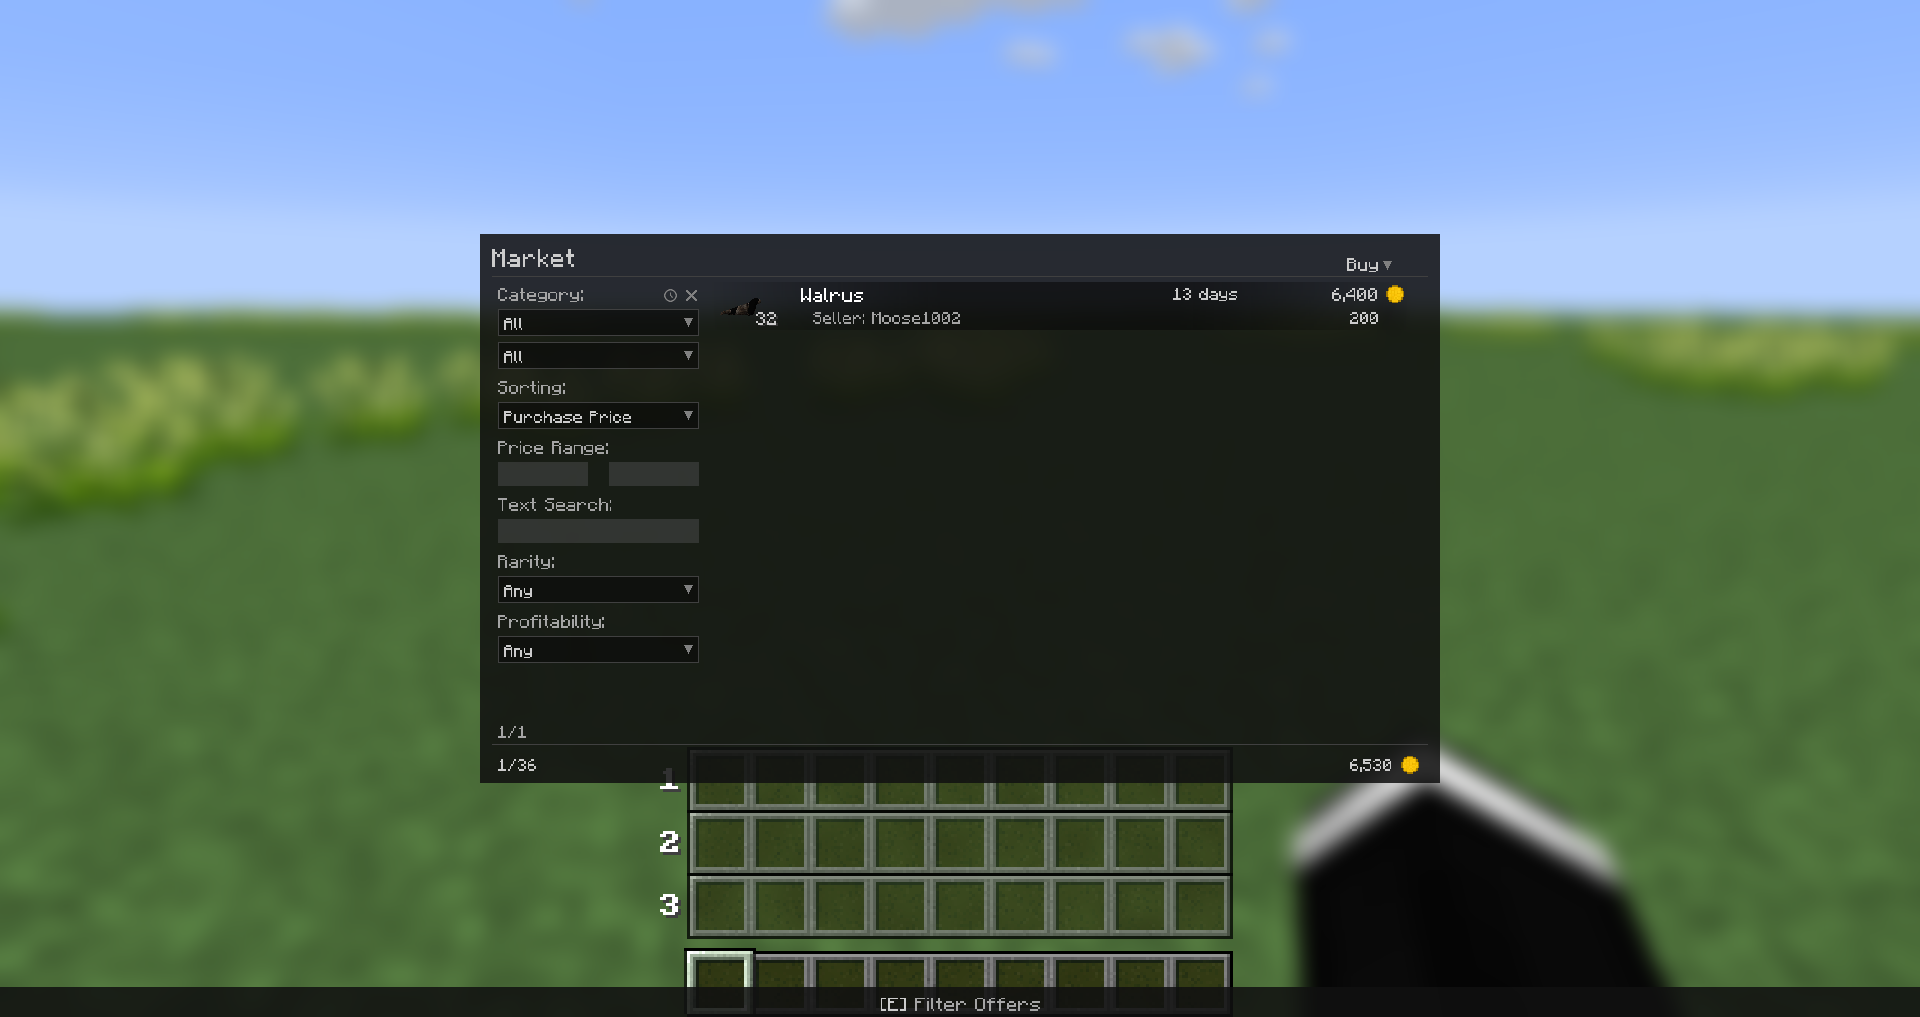 Market
Buy
Category:
All
All
Sorting:
Purchase Price
Price Range:
Text Search:
Rarity:
Any
Profitability:
Any
1/1
1/36
32
Walrus
13 days
6,400
Seller: Moose1002
200
6,530
1
2
3
[E] Filter Offers